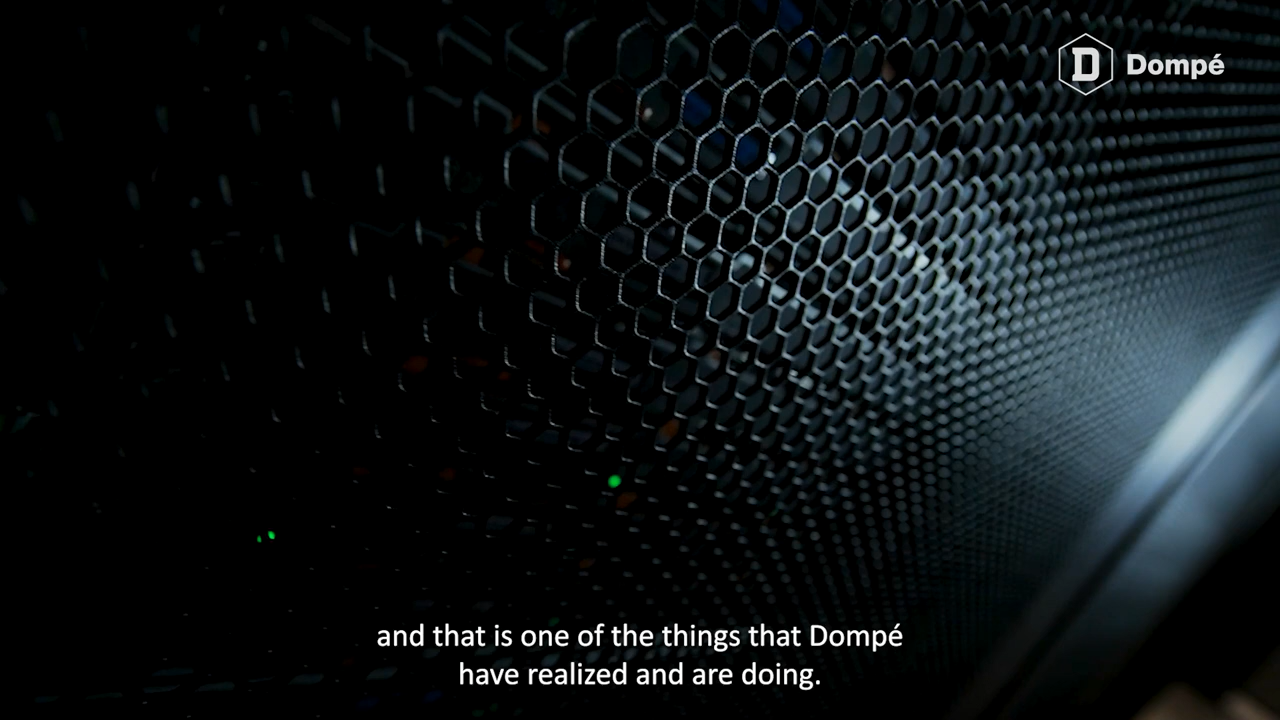 D Dompé
and that is one of the things that Dompé
have realized and are doing.